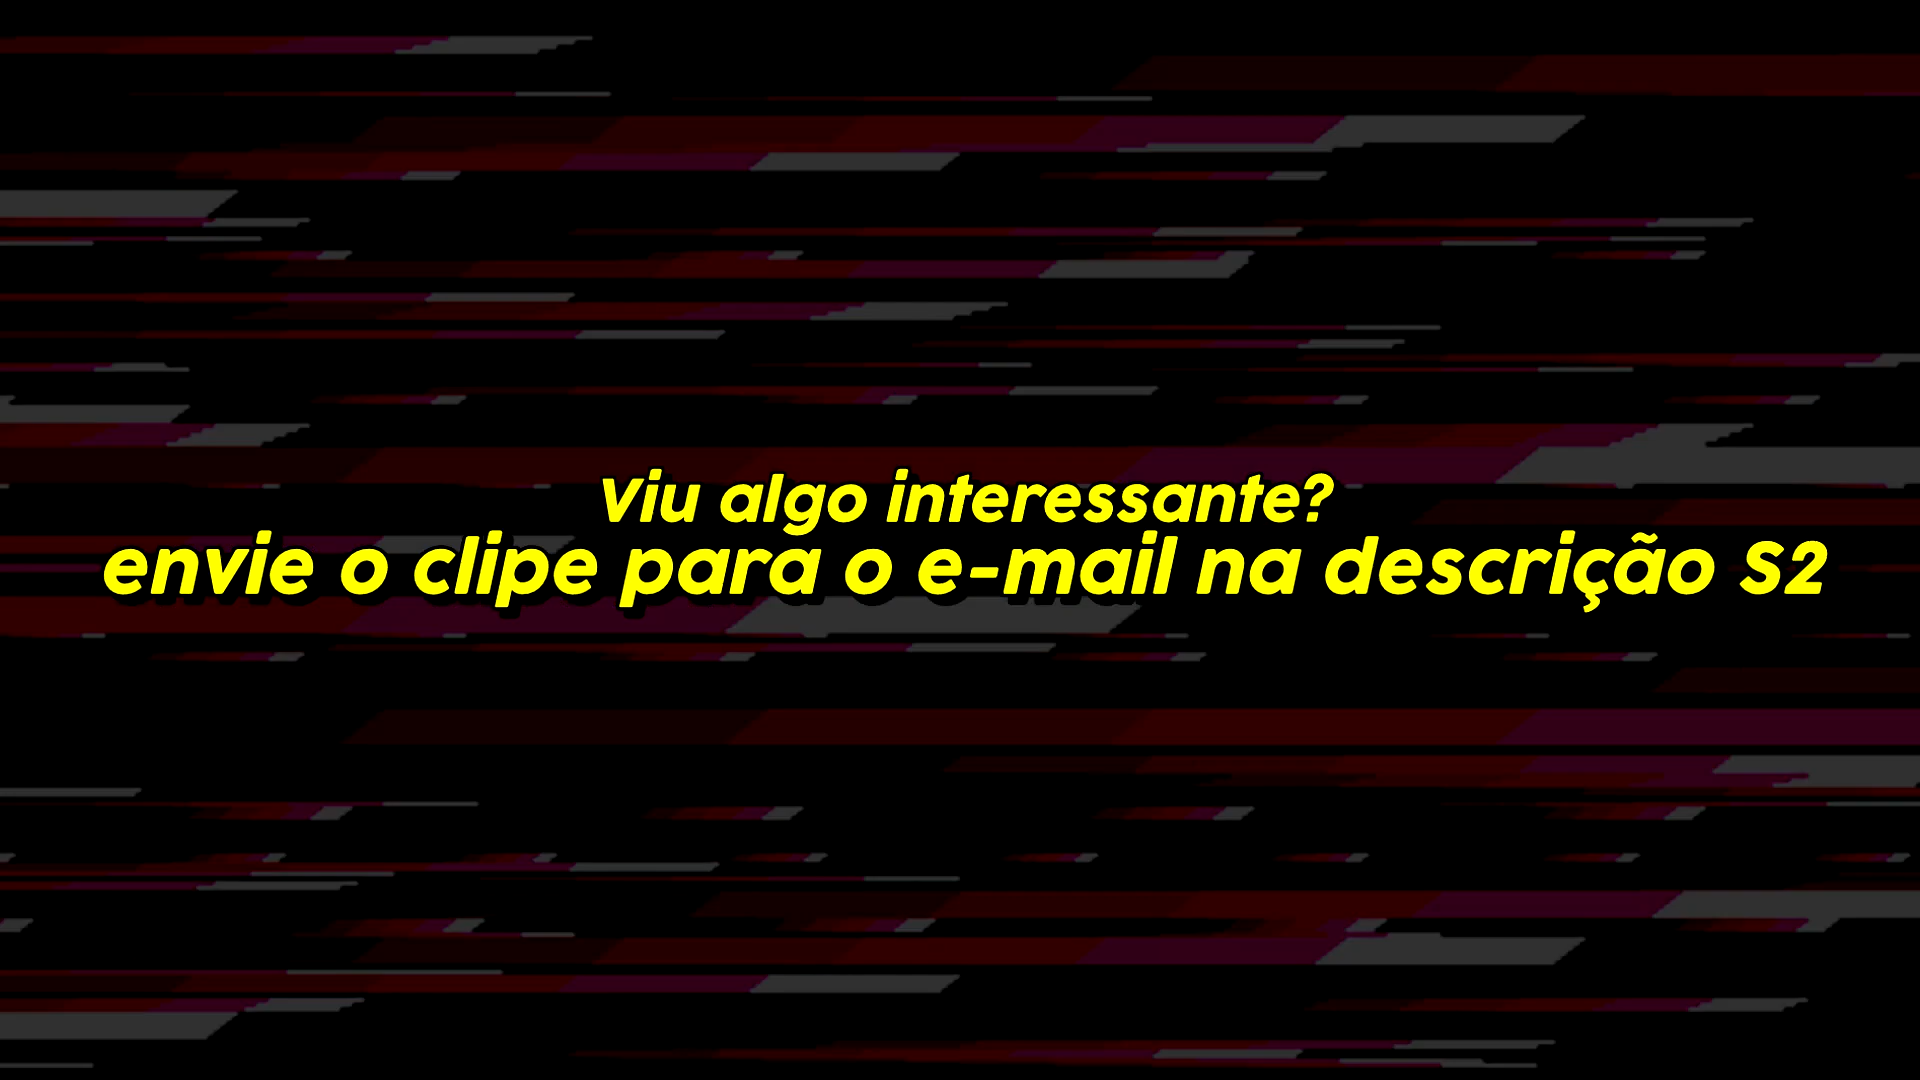 Viu algo interessante?
envie o clipe para o e-mail na descrição S2